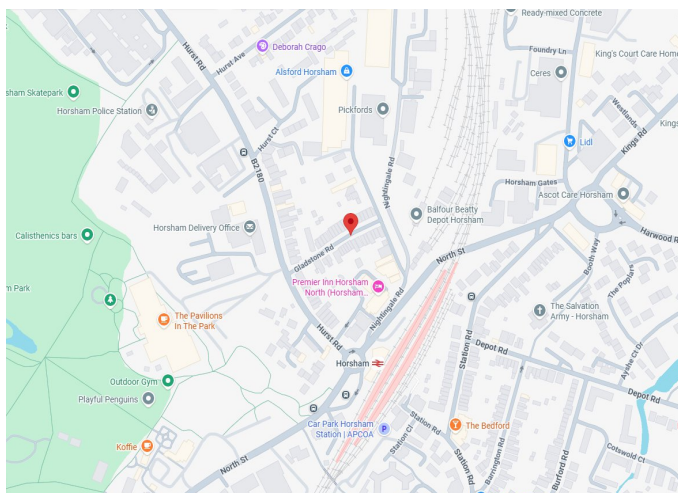 Ready-mixed Concrete
Deborah Crago
Hurst Rd
Hurst Ave
Foundry Ln
King's Court Care Home
Alsford Horsham
Ceres
sham Skatepark
Horsham Police Station
Pickfords
Westlands
Kings
Kings Rd
Hurst Ct
Lidl
B2180
Nightingale Rd
N
Horsham Gates
Ascot Care Horsham
Balfour Beatty
Depot Horsham
Horsham Delivery Office
Calisthenics bars
North St
Harwood R
Booth Way
Gladstone Rd
The Poplars
m Park
Premier Inn Horsham
North (Horsham...
The Salvation
Army - Horsham
The Pavilions
In The Park
Hurst Rd
Nightingale Rd
Station Rd
Depot Rd
Ayshe Ct Dr
Horsham
Outdoor Gym
Playful Penguins
Depot Rd
Car Park Horsham
Station | APCOA
Station Rd
The Bedford
Koffie
Station Cl
Barrington Rd
Burford Rd
Cotswold Ct
North St